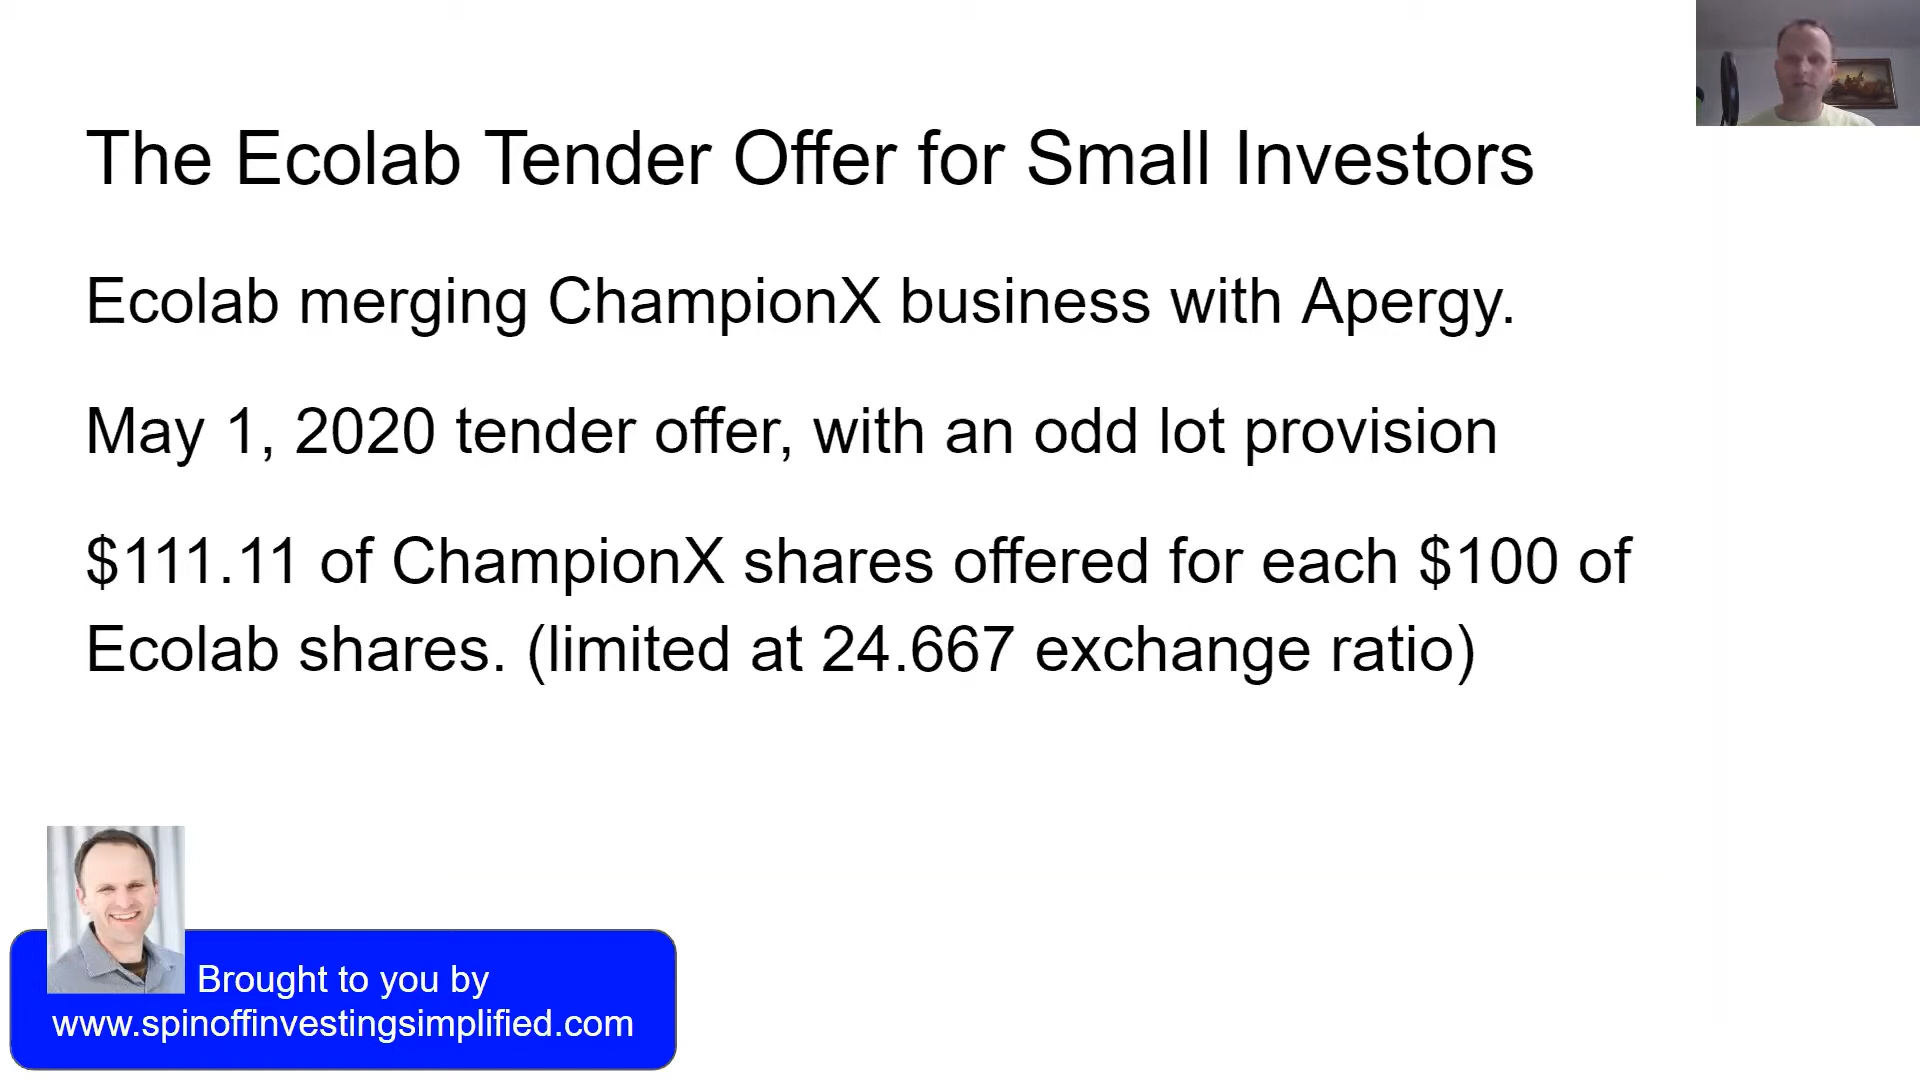 The Ecolab Tender Offer for Small Investors
Ecolab merging ChampionX business with Apergy.
May 1, 2020 tender offer, with an odd lot provision
$111.11 of ChampionX shares offered for each $100 of
Ecolab shares. (limited at 24.667 exchange ratio)
Brought to you by
www.spinoffinvestingsimplified.com